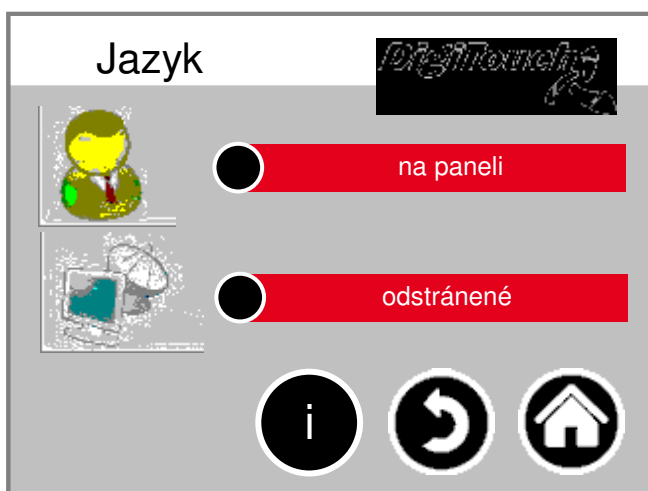 Jazyk
DigiTouch
na paneli
odstránené
i